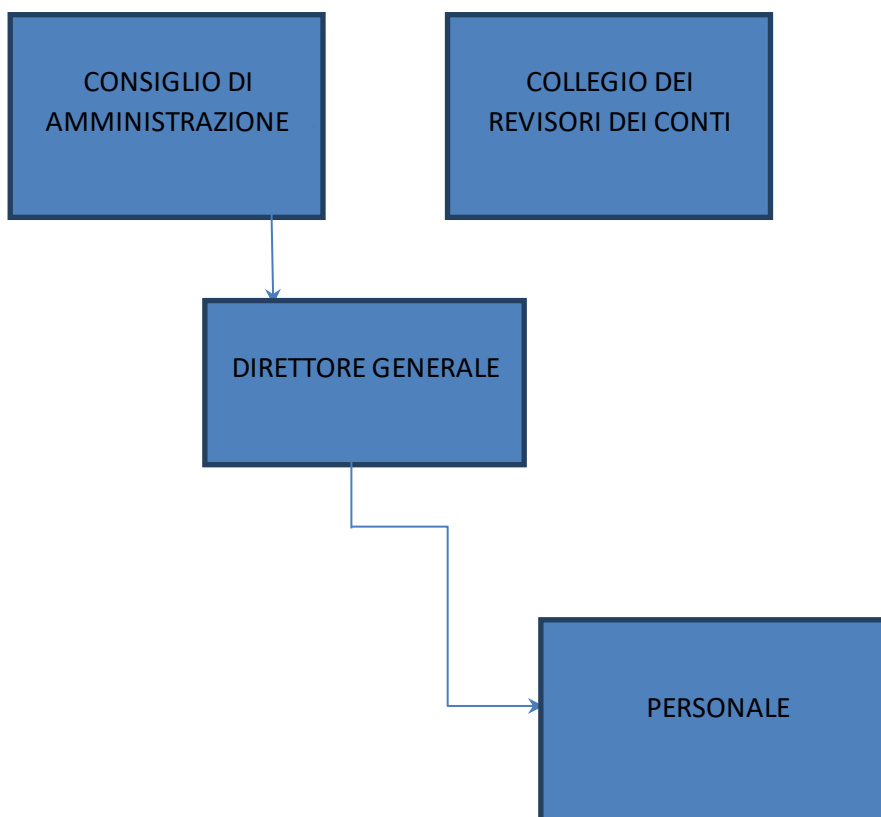 CONSIGLIO DI
AMMINISTRAZIONE
COLLEGIO DEI
REVISORI DEI CONTI
DIRETTORE GENERALE
PERSONALE